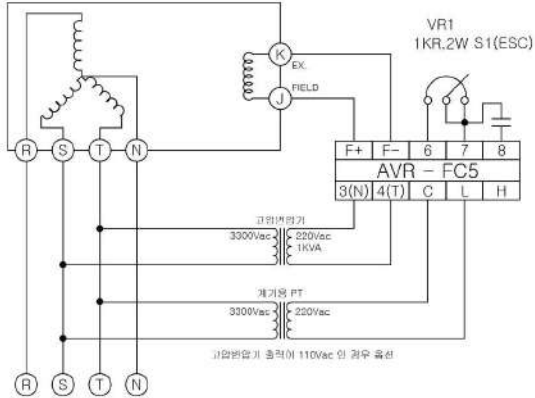 VR1
1KR.2W S1(ESC)
K
EX.
J
FIELD
R S T N
F+ F- 6 7 8
AVR - FC5
3(N) 4(T) C L H
고압변압기
3300Vac 220Vac
1KVA
계기용 PT
3300Vac 220Vac
고압변압기 출력이 110Vac 인 경우 옵션
R S T N